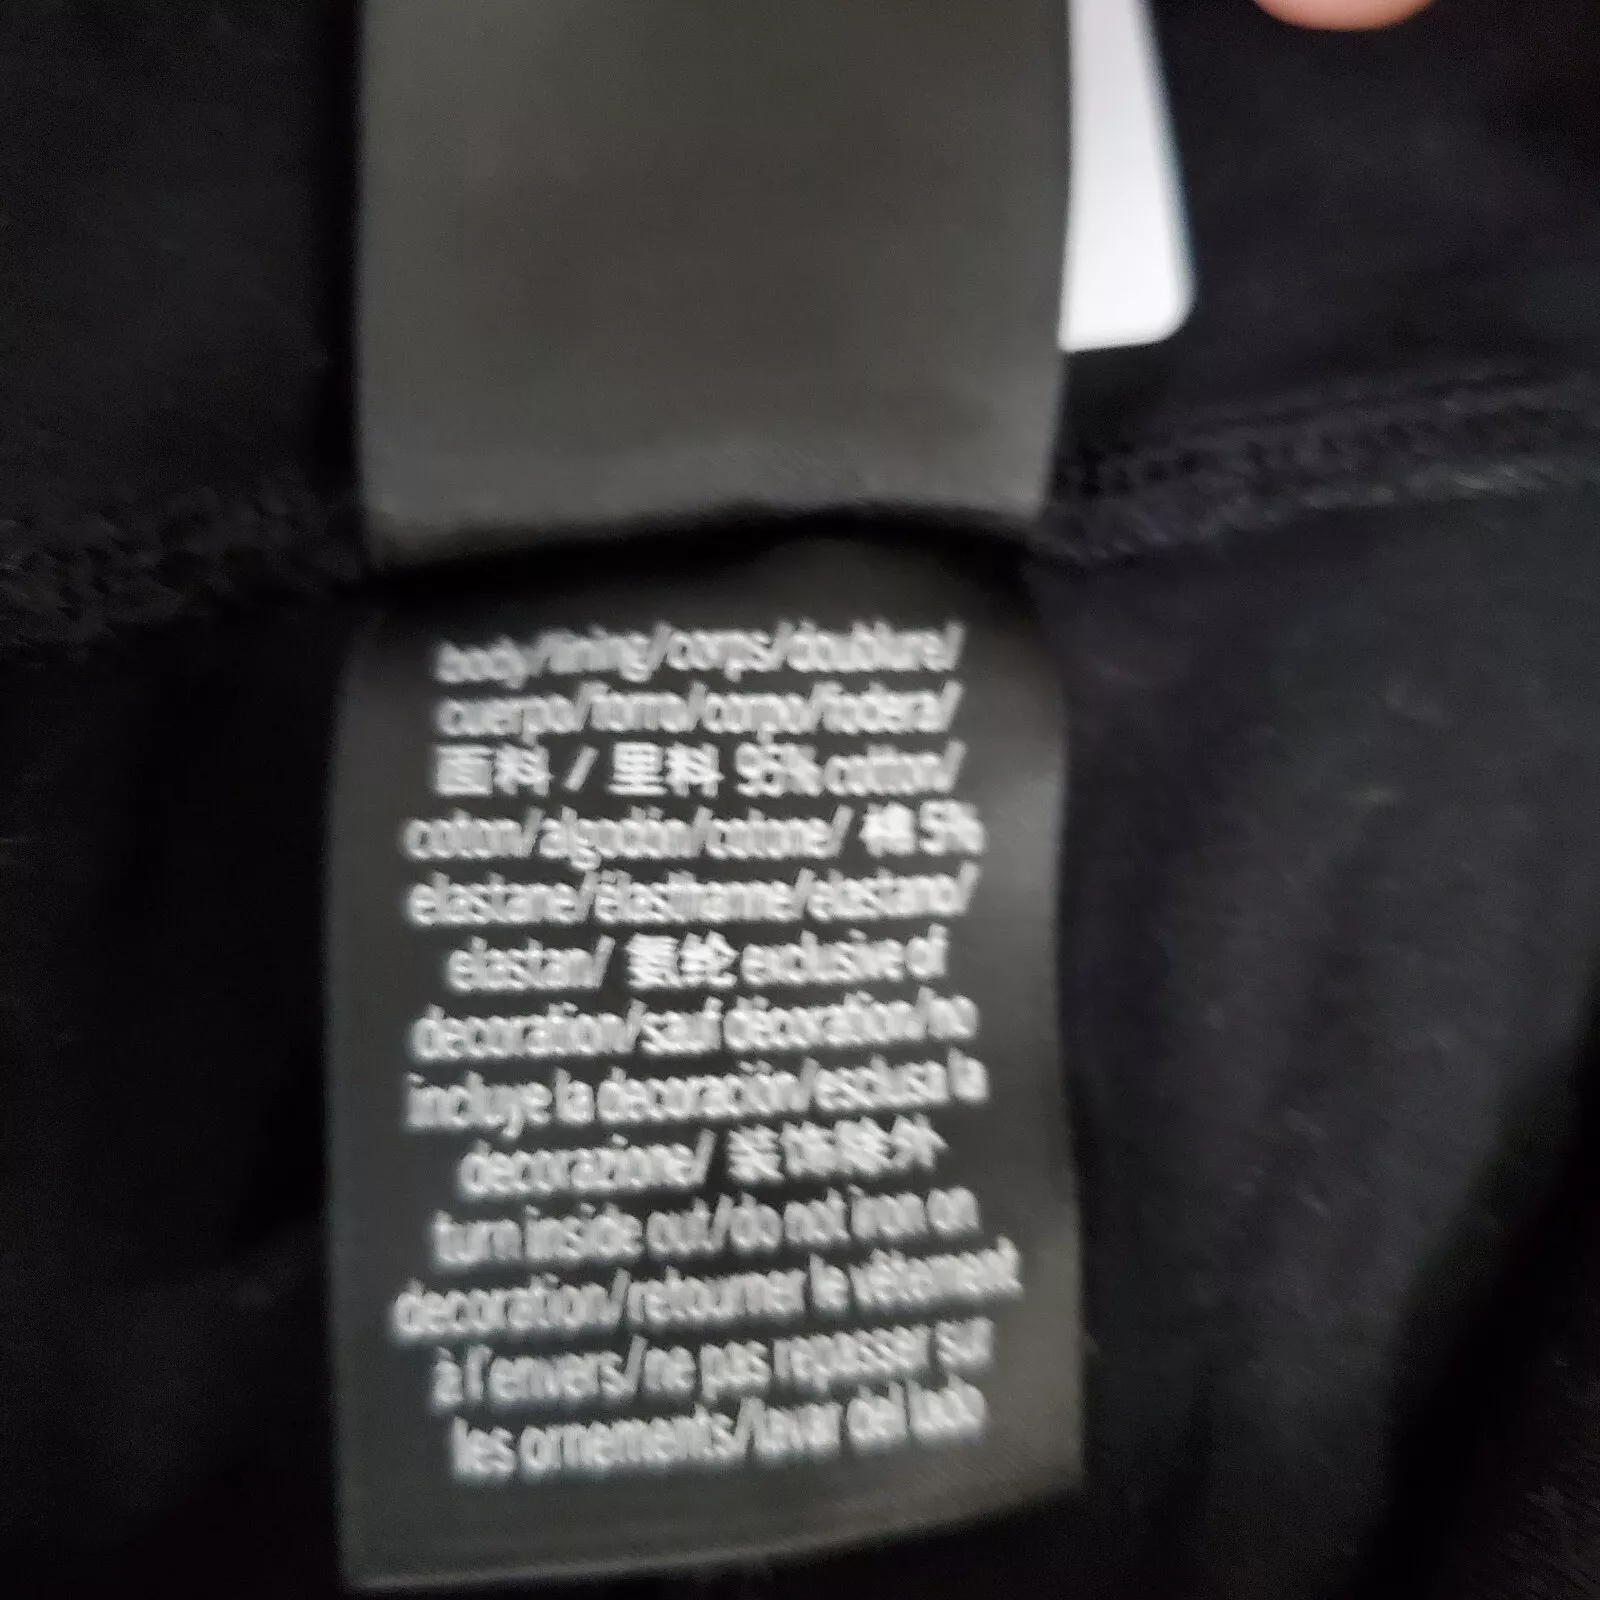 body/lining/corps/doublure/
cuerpo/forro/corpo/fodera/
面料 / 里料 95% cotton/
coton/algodón/cotone/ 棉 5%
elastane/élasthanne/elastano/
elastan/ 氨纶 exclusive of
decoration/sauf décoration/no
incluye la decoración/esclusa la
decorazione/ 装饰除外
turn inside out/do not iron on
decoration/retourner le vêtement
à l'envers/ne pas repasser sur
les ornements/lavar del lado